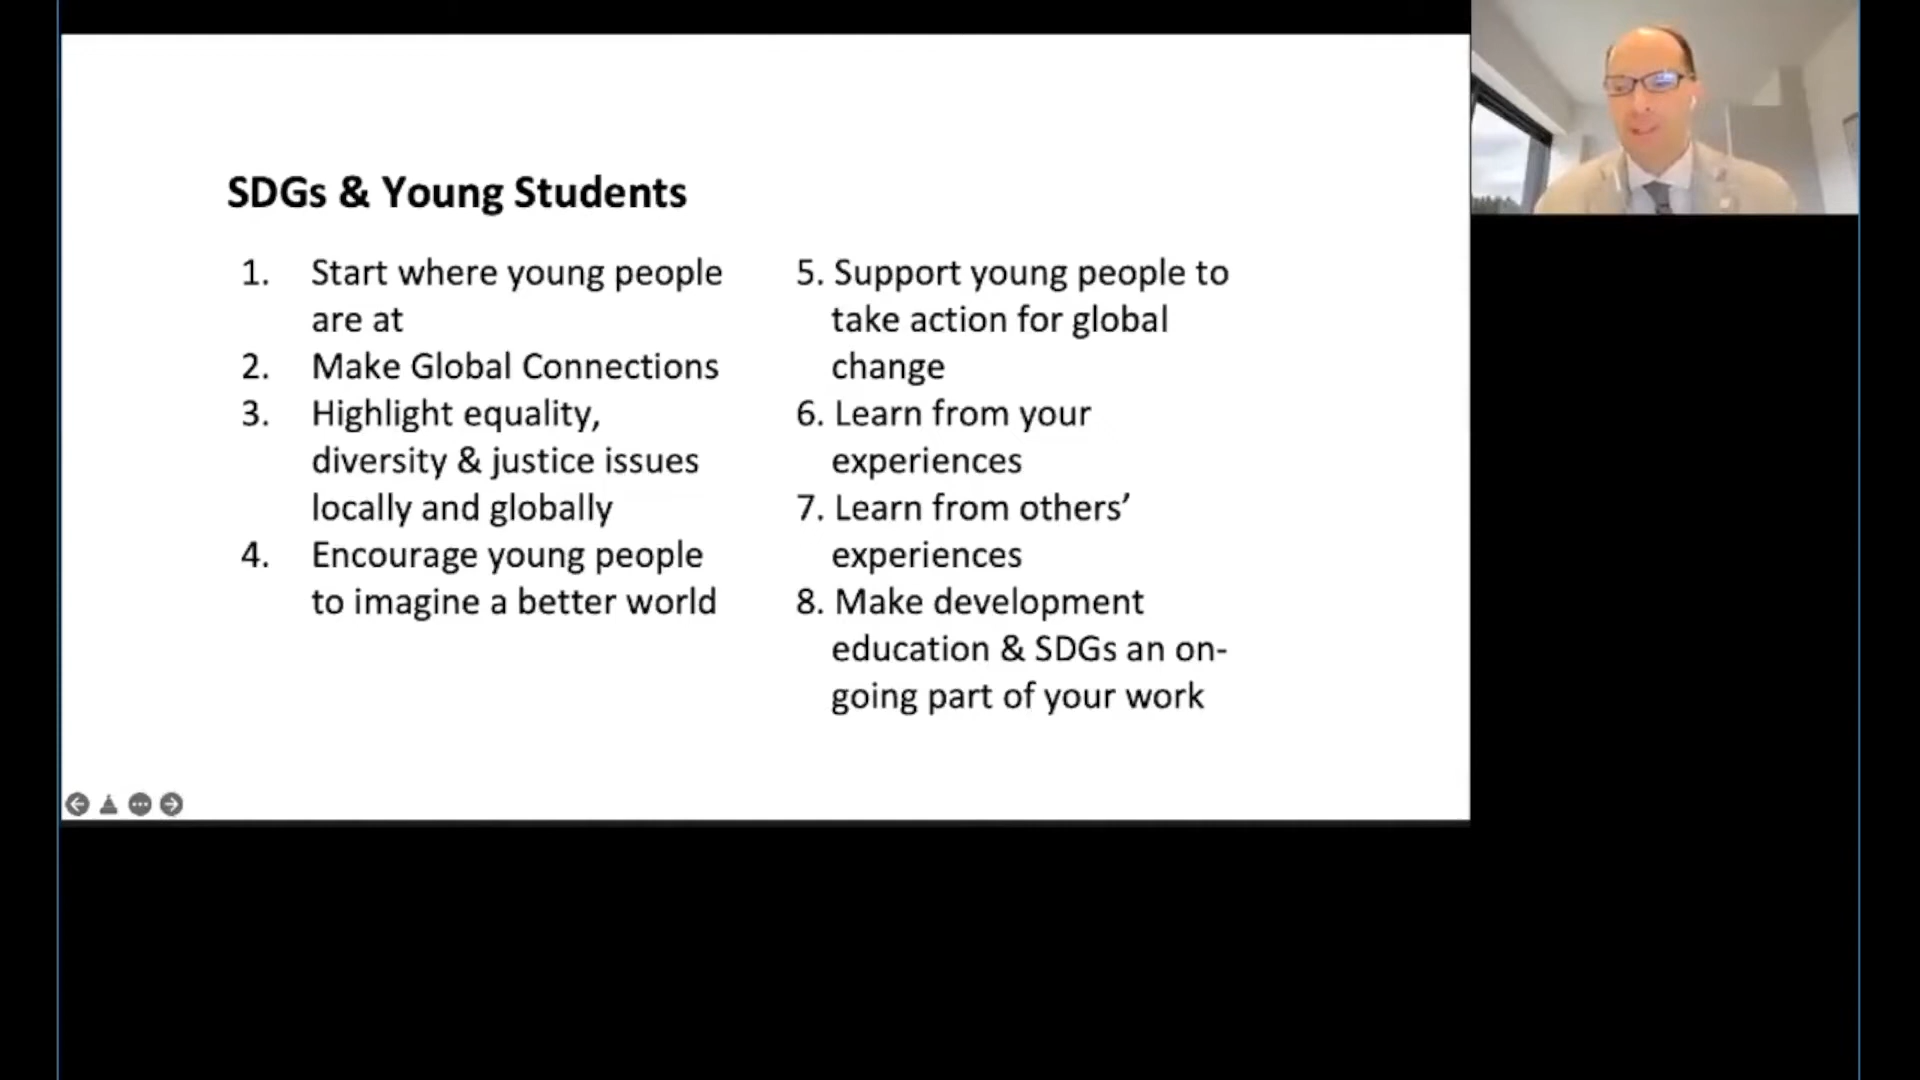 SDGs & Young Students
1. Start where young people
are at
2. Make Global Connections
3. Highlight equality,
diversity & justice issues
locally and globally
4. Encourage young people
to imagine a better world
5. Support young people to
take action for global
change
6. Learn from your
experiences
7. Learn from others’
experiences
8. Make development
education & SDGs an on-
going part of your work